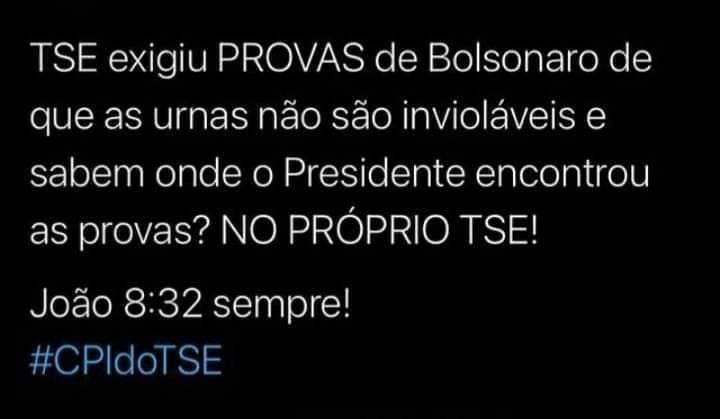 TSE exigiu PROVAS de Bolsonaro de
que as urnas não são invioláveis e
sabem onde o Presidente encontrou
as provas? NO PRÓPRIO TSE!
João 8:32 sempre!
#CPIdoTSE